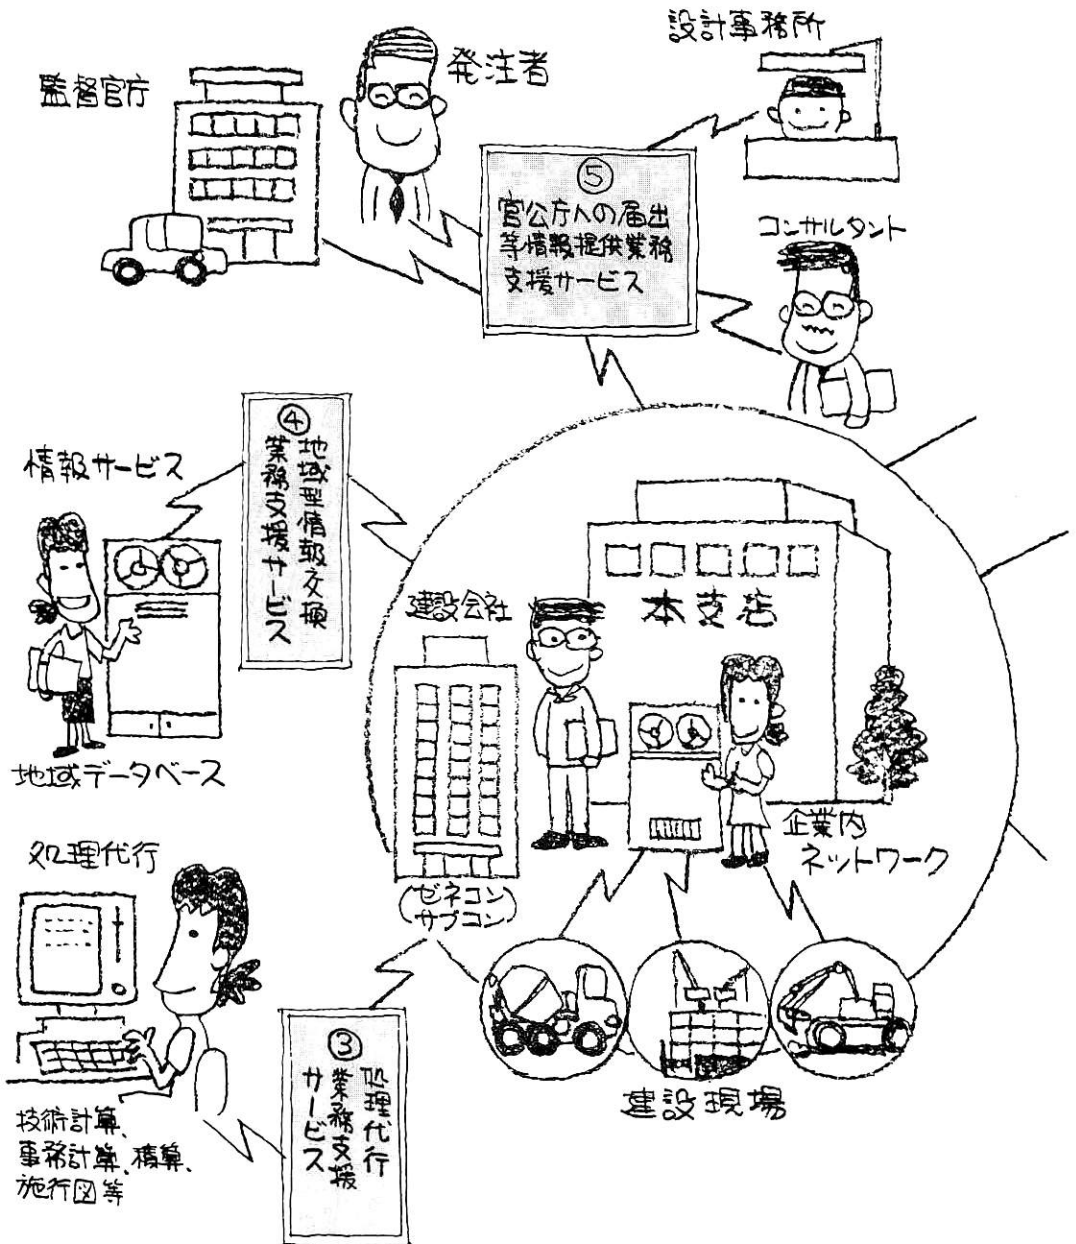 設計事務所
発注者
監督官庁
⑤
官公庁への届出
等情報提供業務
支援サービス
コンサルタント
④
地域型情報交換
業務支援サービス
情報サービス
地域データベース
建設会社
本支店
(ゼネコン
サブコン)
企業内
ネットワーク
建設現場
処理代行
技術計算、
事務計算、積算、
施行図等
③
処理代行
業務支援
サービス